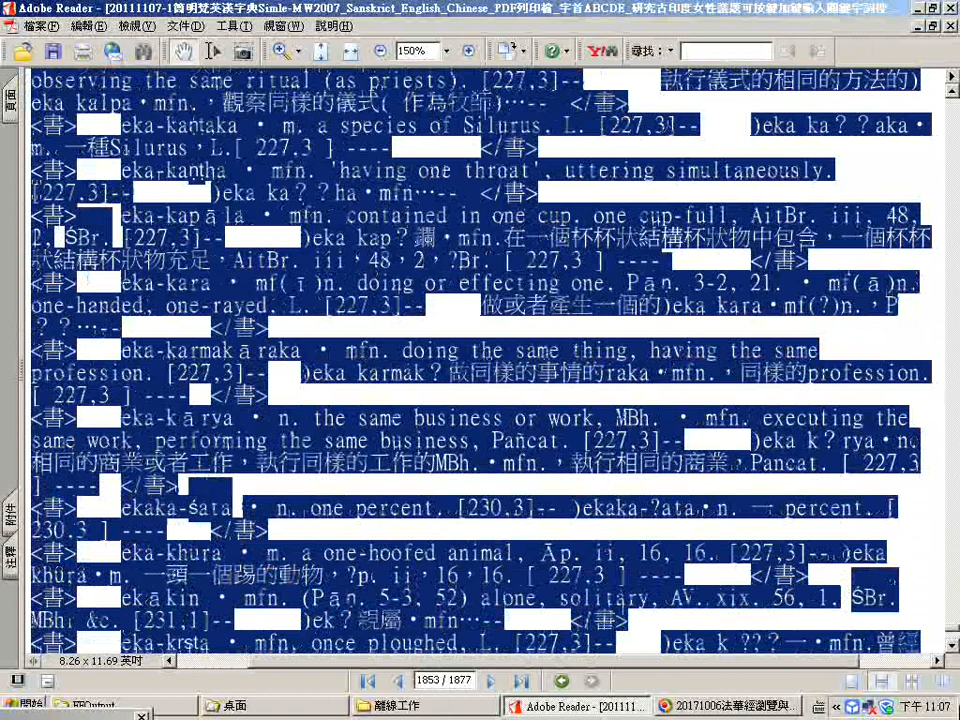 Adobe Reader - [20111107-1簡明梵英漢字典Simle-MW2007_Sanskrict_English_Chinese_PDF列印檔_字首ABCDE_研究古印度女性議題可按鍵加鍵輸入關鍵字詞搜
檔案(F) 編輯(E) 檢視(V) 文件(D) 工具(T) 視窗(W) 說明(H)
150% 尋找：
頁面
observing the same ritual (as priests). [227,3]-- 執行儀式的相同的方法的)
eka kalpa‧mfn.，觀察同樣的儀式( 作為牧師)…-- </書>
<書> eka-kaṇṭaka ‧ m. a species of Silurus, L. [227,3]-- )eka ka？？aka‧
m. 一種Silurus，L.[ 227,3 ] ---- </書>
<書> eka-kaṇṭha ‧ mfn. 'having one throat', uttering simultaneously.
[227,3]-- )eka ka？？ha‧mfn…-- </書>
<書> eka-kapāla ‧ mfn. contained in one cup. one cup-full, AitBr. iii, 48,
2, ŚBr. [227,3]-- )eka kap？鑭‧mfn.在一個杯杯狀結構杯狀物中包含，一個杯杯
狀結構杯狀物充足，AitBr. iii，48，2，?Br. [ 227,3 ] ---- </書>
<書> eka-kara ‧ mf(ī)n. doing or effecting one. Pāṇ. 3-2, 21. ‧ mf(ā)n.
one-handed, one-rayed, L. [227,3]-- 做或者產生一個的)eka kara‧mf(?)n.，P
？？…-- </書>
<書> eka-karmakāraka ‧ mfn. doing the same thing, having the same
profession. [227,3]-- )eka karmak？做同樣的事情的raka‧mfn.，同樣的profession.
[ 227,3 ] ---- </書>
<書> eka-kārya ‧ n. the same business or work, MBh. ‧ mfn. executing the
same work, performing the same business, Pañcat. [227,3]-- )eka k？rya‧n。
相同的商業或者工作，執行同樣的工作的MBh.‧mfn.，執行相同的商業，Pancat. [ 227,3
] ---- </書>
<書> ekaka-śata ‧ n. one percent. [230,3]-- )ekaka-?ata‧n. 一 percent. [
230,3 ] ---- </書>
<書> eka-khura ‧ m. a one-hoofed animal, Āp. ii, 16, 16. [227,3]-- )eka
khura‧m. 一頭一個踢的動物，?p. ii，16，16. [ 227,3 ] ---- </書>
<書> ekākin ‧ mfn. (Pāṇ. 5-3, 52) alone, solitary, AV. xix. 56, 1. ŚBr.
MBh. &c. [231,1]-- )ek？親屬‧mfn…-- </書>
<書> eka-kṛṣṭa ‧ mfn. once ploughed, L. [227,3]-- )eka k ???一‧mfn.曾經
附件
注釋
8.26 x 11.69 英吋
1853 / 1877
開始 FFOutput 桌面 離線工作 Adobe Reader - [201111... 20171006法華經瀏覽與... 下午 11:07